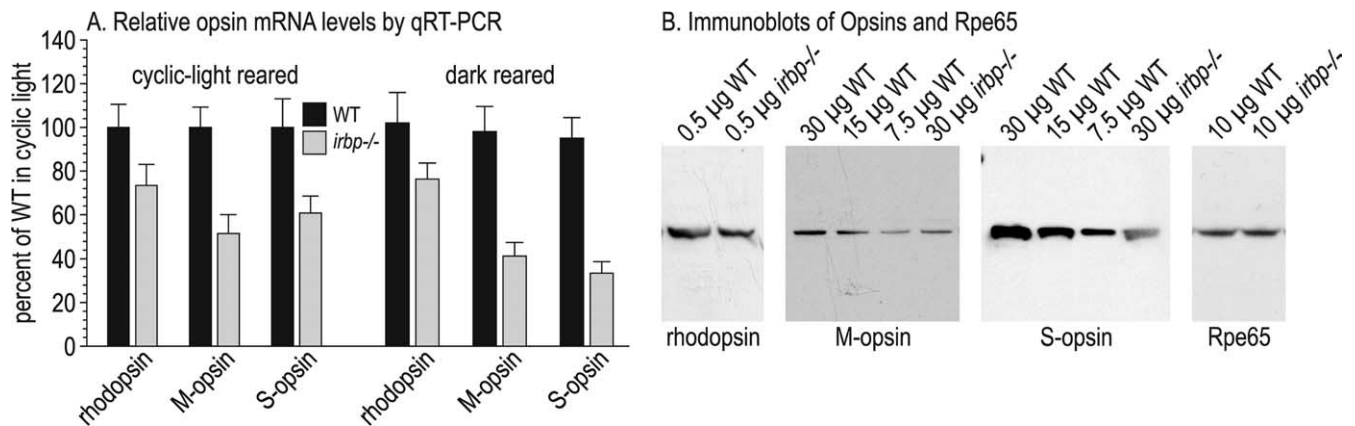 A. Relative opsin mRNA levels by qRT-PCR
percent of WT in cyclic light
140
120
100
80
60
40
20
0
cyclic-light reared
dark reared
WT
irbp-/-
rhodopsin
M-opsin
S-opsin
rhodopsin
M-opsin
S-opsin
B. Immunoblots of Opsins and Rpe65
0.5 µg WT
0.5 µg irbp-/-
30 µg WT
15 µg WT
7.5 µg WT
30 µg irbp-/-
30 µg WT
15 µg WT
7.5 µg WT
30 µg irbp-/-
10 µg WT
10 µg irbp-/-
rhodopsin
M-opsin
S-opsin
Rpe65